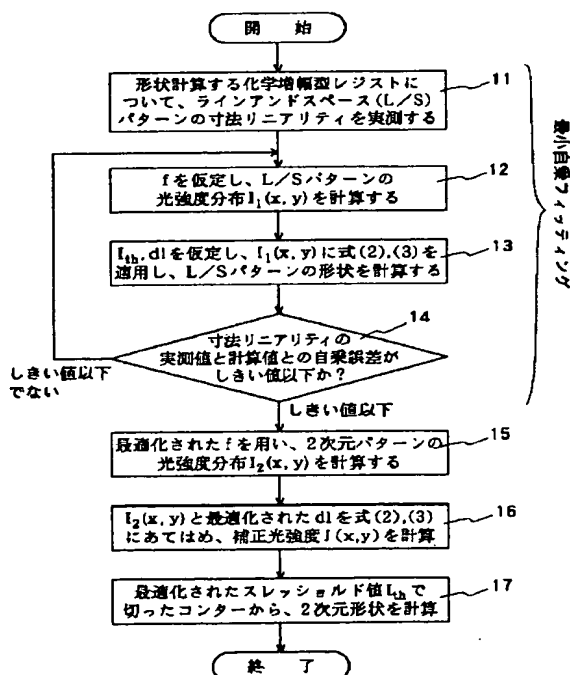 開 始
形状計算する化学増幅型レジストに
ついて、ラインアンドスペース(L／S)
パターンの寸法リニアリティを実測する
11
fを仮定し、L／Sパターンの
光強度分布I₁(x, y)を計算する
12
I_th, dlを仮定し、I₁(x, y)に式(2),(3)を
適用し、L／Sパターンの形状を計算する
13
寸法リニアリティの
実測値と計算値との自乗誤差が
しきい値以下か？
14
しきい値以下
でない
しきい値以下
最小自乗フィッティング
最適化されたfを用い、2次元パターンの
光強度分布I₂(x, y)を計算する
15
I₂(x, y)と最適化されたdlを式(2),(3)
にあてはめ、補正光強度J(x,y)を計算
16
最適化されたスレッショルド値I_thで
切ったコンターから、2次元形状を計算
17
終 了